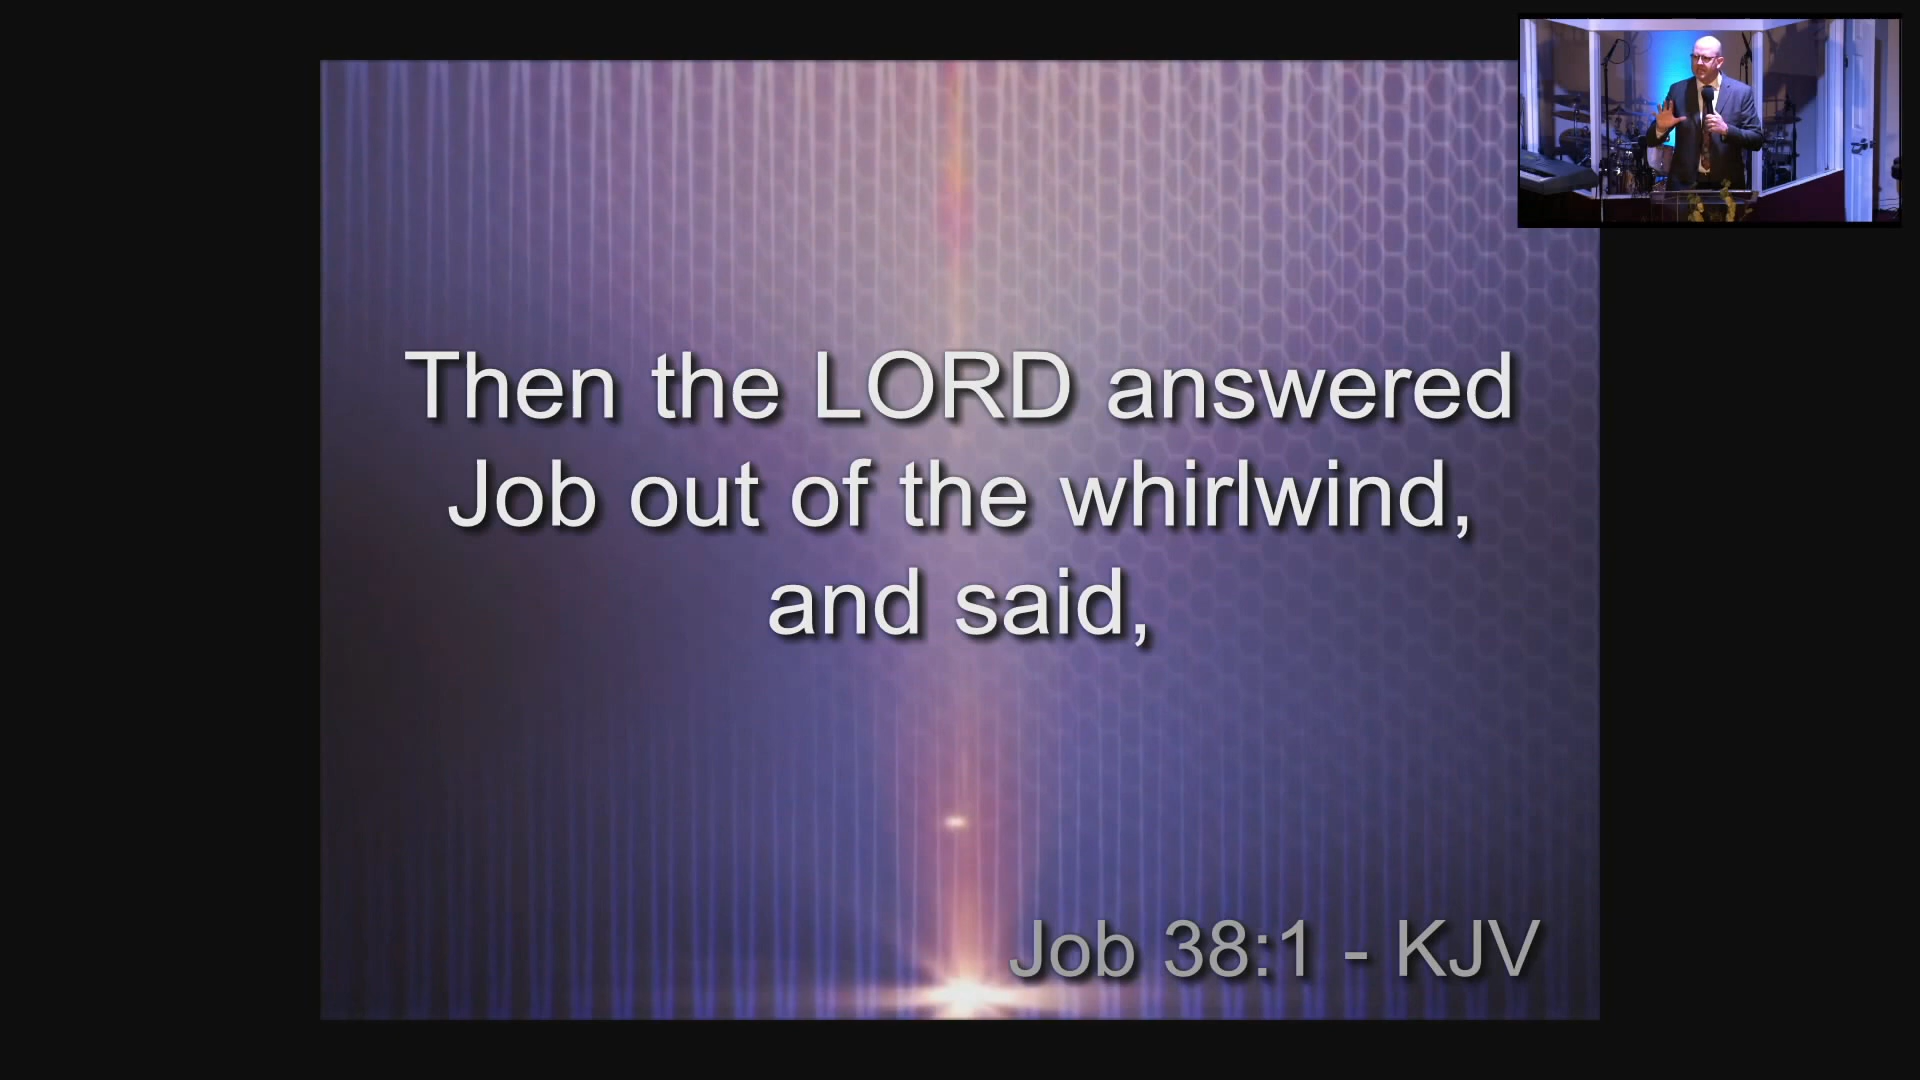 Then the LORD answered
Job out of the whirlwind,
and said,
Job 38:1 - KJV